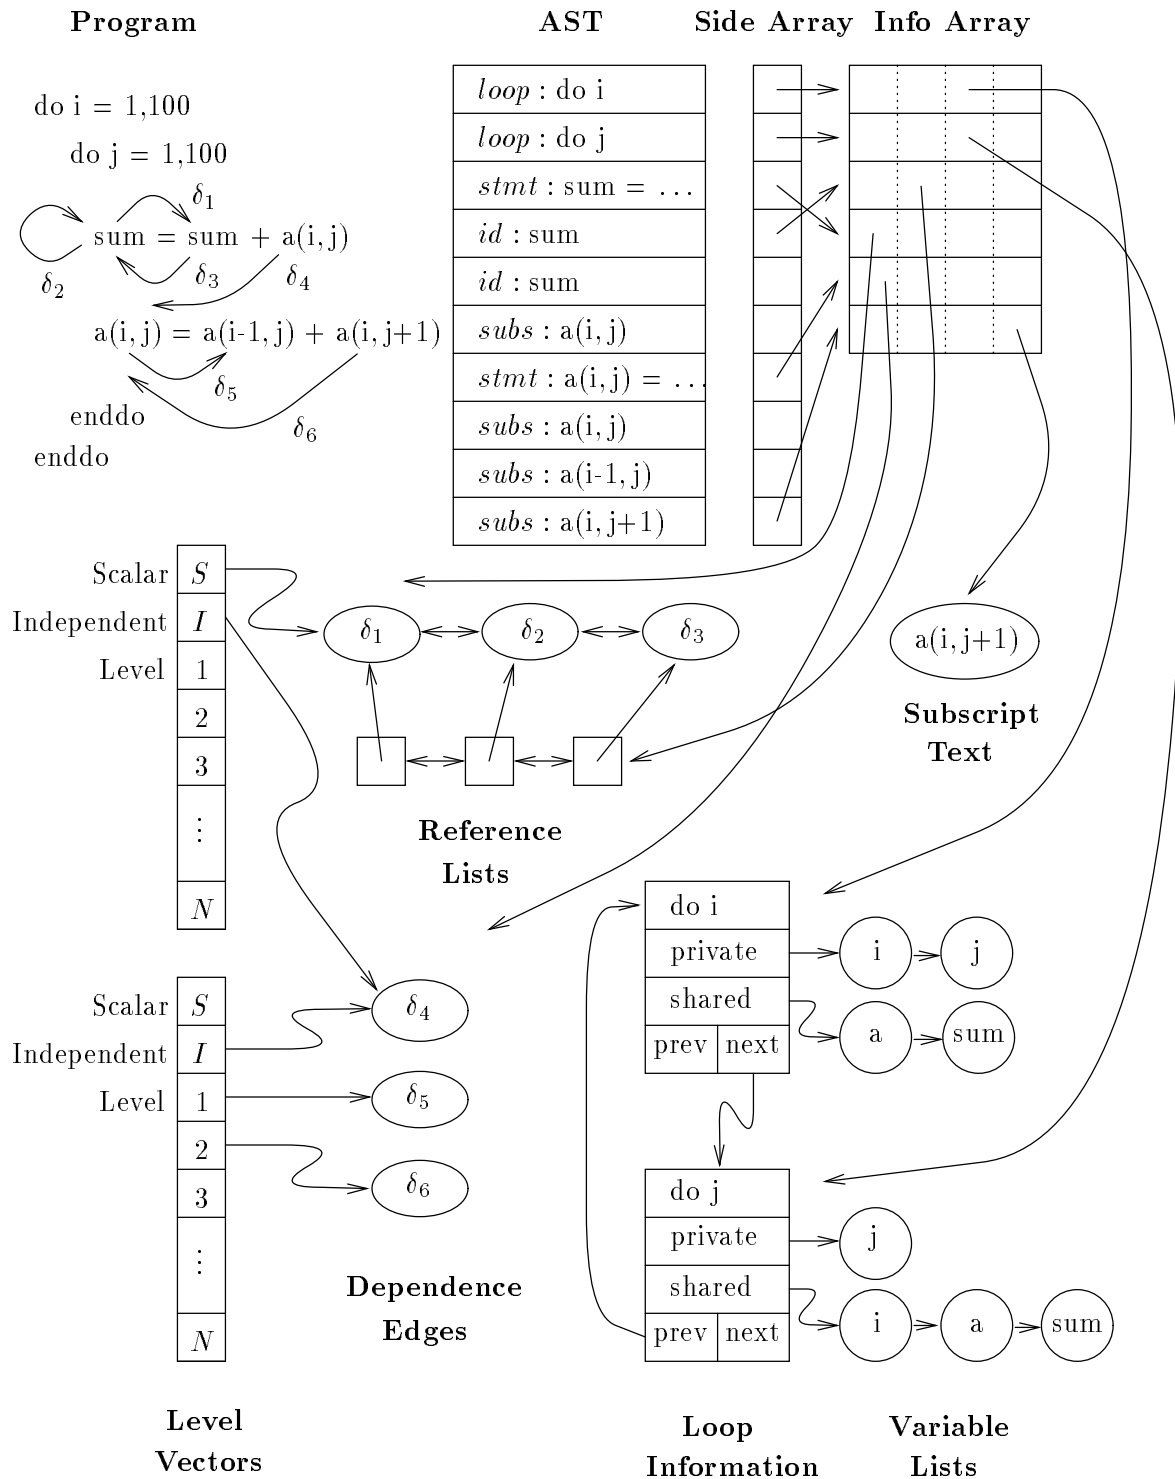 Program
AST
Side Array
Info Array
do i = 1,100
do j = 1,100
δ1
sum = sum + a(i, j)
δ2
δ3
δ4
a(i, j) = a(i-1, j) + a(i, j+1)
δ5
enddo
δ6
enddo
loop : do i
loop : do j
stmt : sum = ...
id : sum
id : sum
subs : a(i, j)
stmt : a(i, j) = ...
subs : a(i, j)
subs : a(i-1, j)
subs : a(i, j+1)
Scalar S
Independent I
Level 1
2
3
⋮
N
δ1
δ2
δ3
Reference
Lists
a(i, j+1)
Subscript
Text
Scalar S
Independent I
Level 1
2
3
⋮
N
δ4
δ5
δ6
Dependence
Edges
do i
private
i
j
shared
a
sum
prev next
do j
private
j
shared
i
a
sum
prev next
Level
Vectors
Loop
Information
Variable
Lists